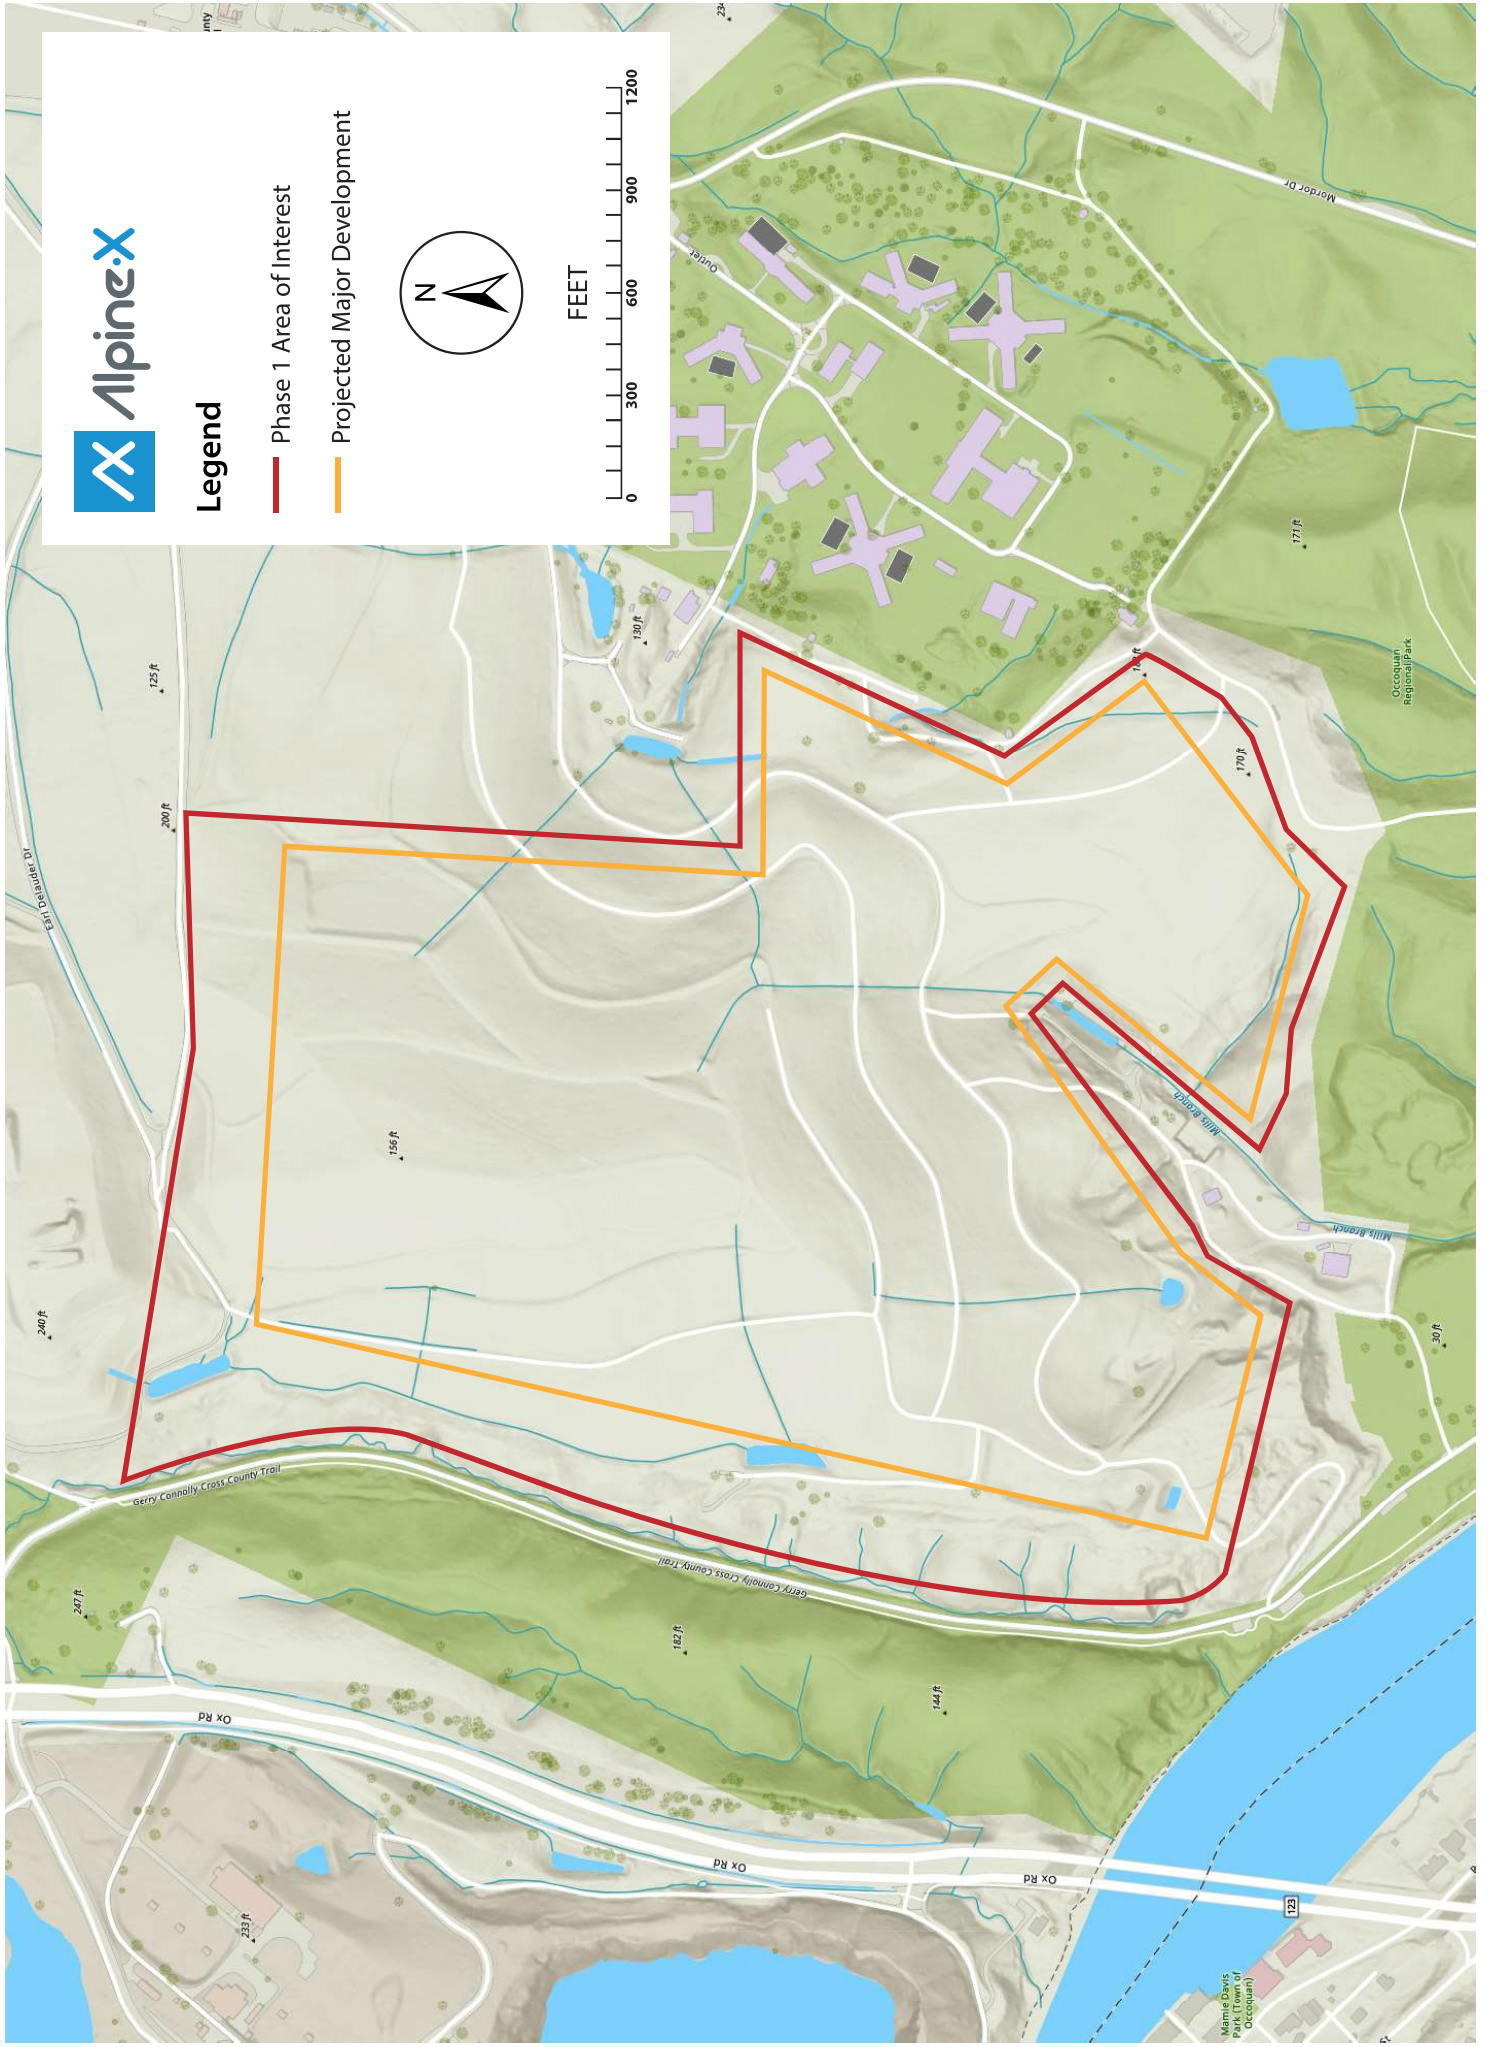 Alpine-X
Legend
Phase 1 Area of Interest
Projected Major Development
N
FEET
0 300 600 900 1200
234
Outlet
Mordor Dr
130 ft
125 ft
200 ft
Earl Delauder Dr
171 ft
Occoquan
Regional Park
170 ft
156 ft
240 ft
Mills Branch
Mills Branch
30 ft
Gerry Connolly Cross County Trail
Gerry Connolly Cross County Trail
247 ft
182 ft
144 ft
Ox Rd
Ox Rd
Ox Rd
233 ft
123
Mamie Davis
Park (Town of
Occoquan)